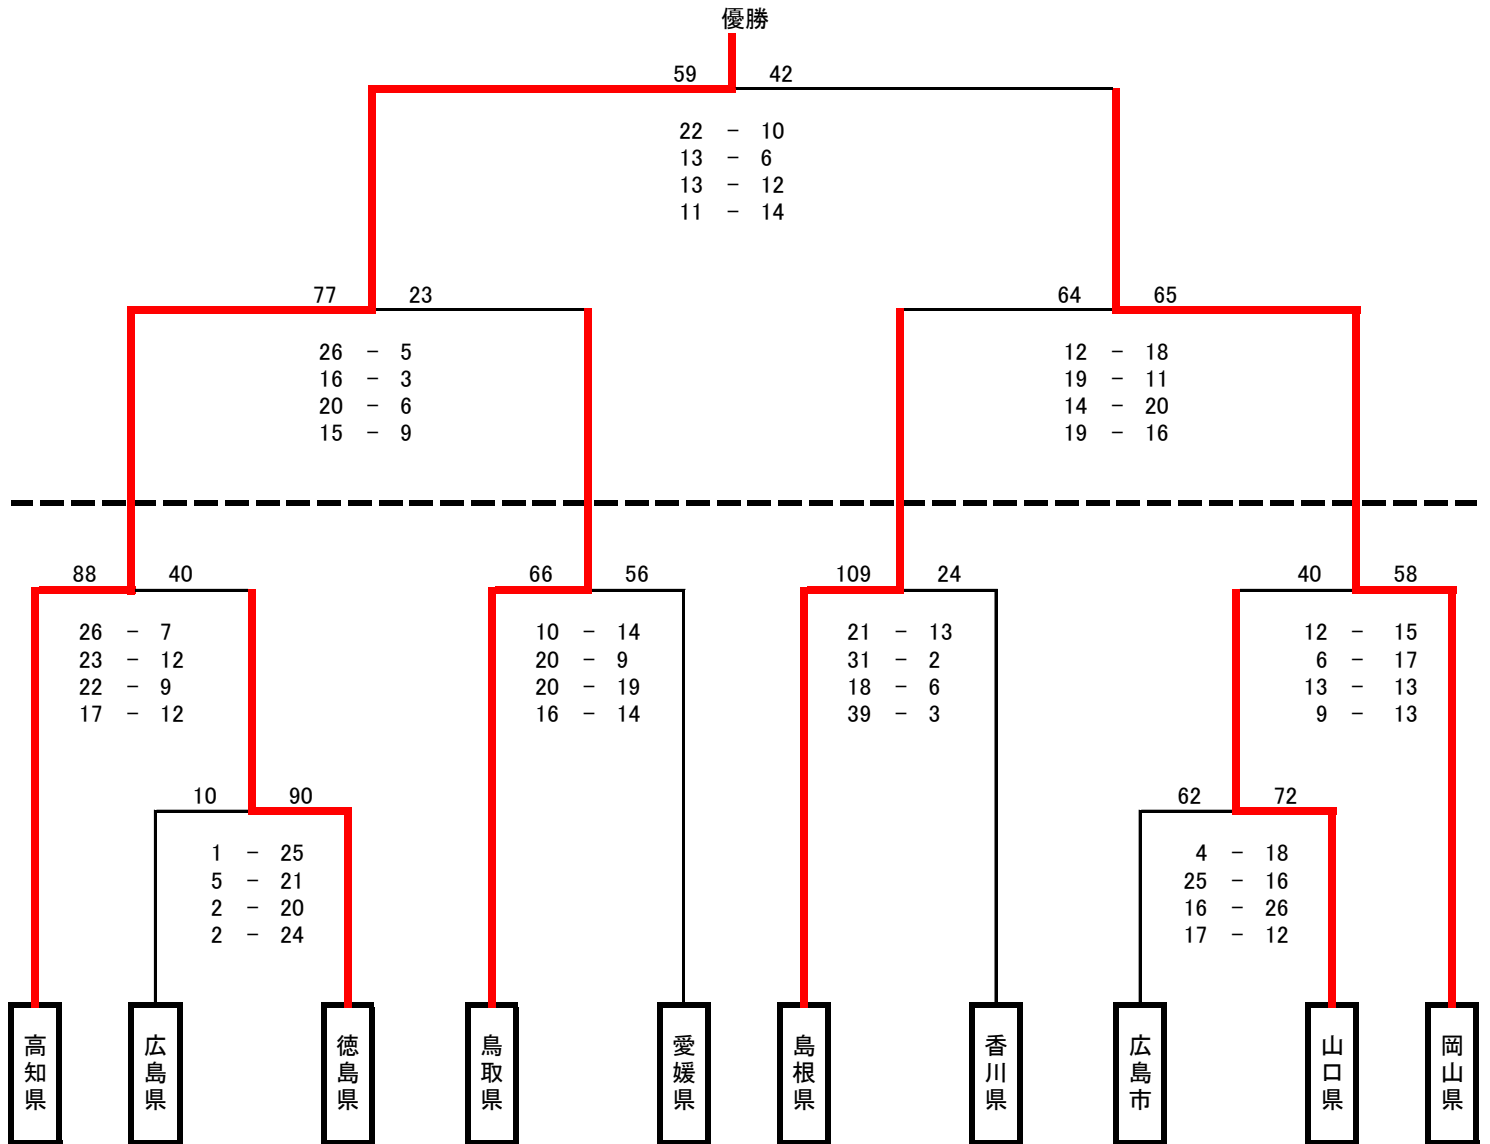 優勝
59 42
22 － 10
13 － 6
13 － 12
11 － 14
77 23 64 65
26 － 5 12 － 18
16 － 3 19 － 11
20 － 6 14 － 20
15 － 9 19 － 16
88 40 66 56 109 24 40 58
26 － 7 10 － 14 21 － 13 12 － 15
23 － 12 20 － 9 31 － 2 6 － 17
22 － 9 20 － 19 18 － 6 13 － 13
17 － 12 16 － 14 39 － 3 9 － 13
10 90 62 72
1 － 25 4 － 18
5 － 21 25 － 16
2 － 20 16 － 26
2 － 24 17 － 12
高知県
広島県
徳島県
鳥取県
愛媛県
島根県
香川県
広島市
山口県
岡山県